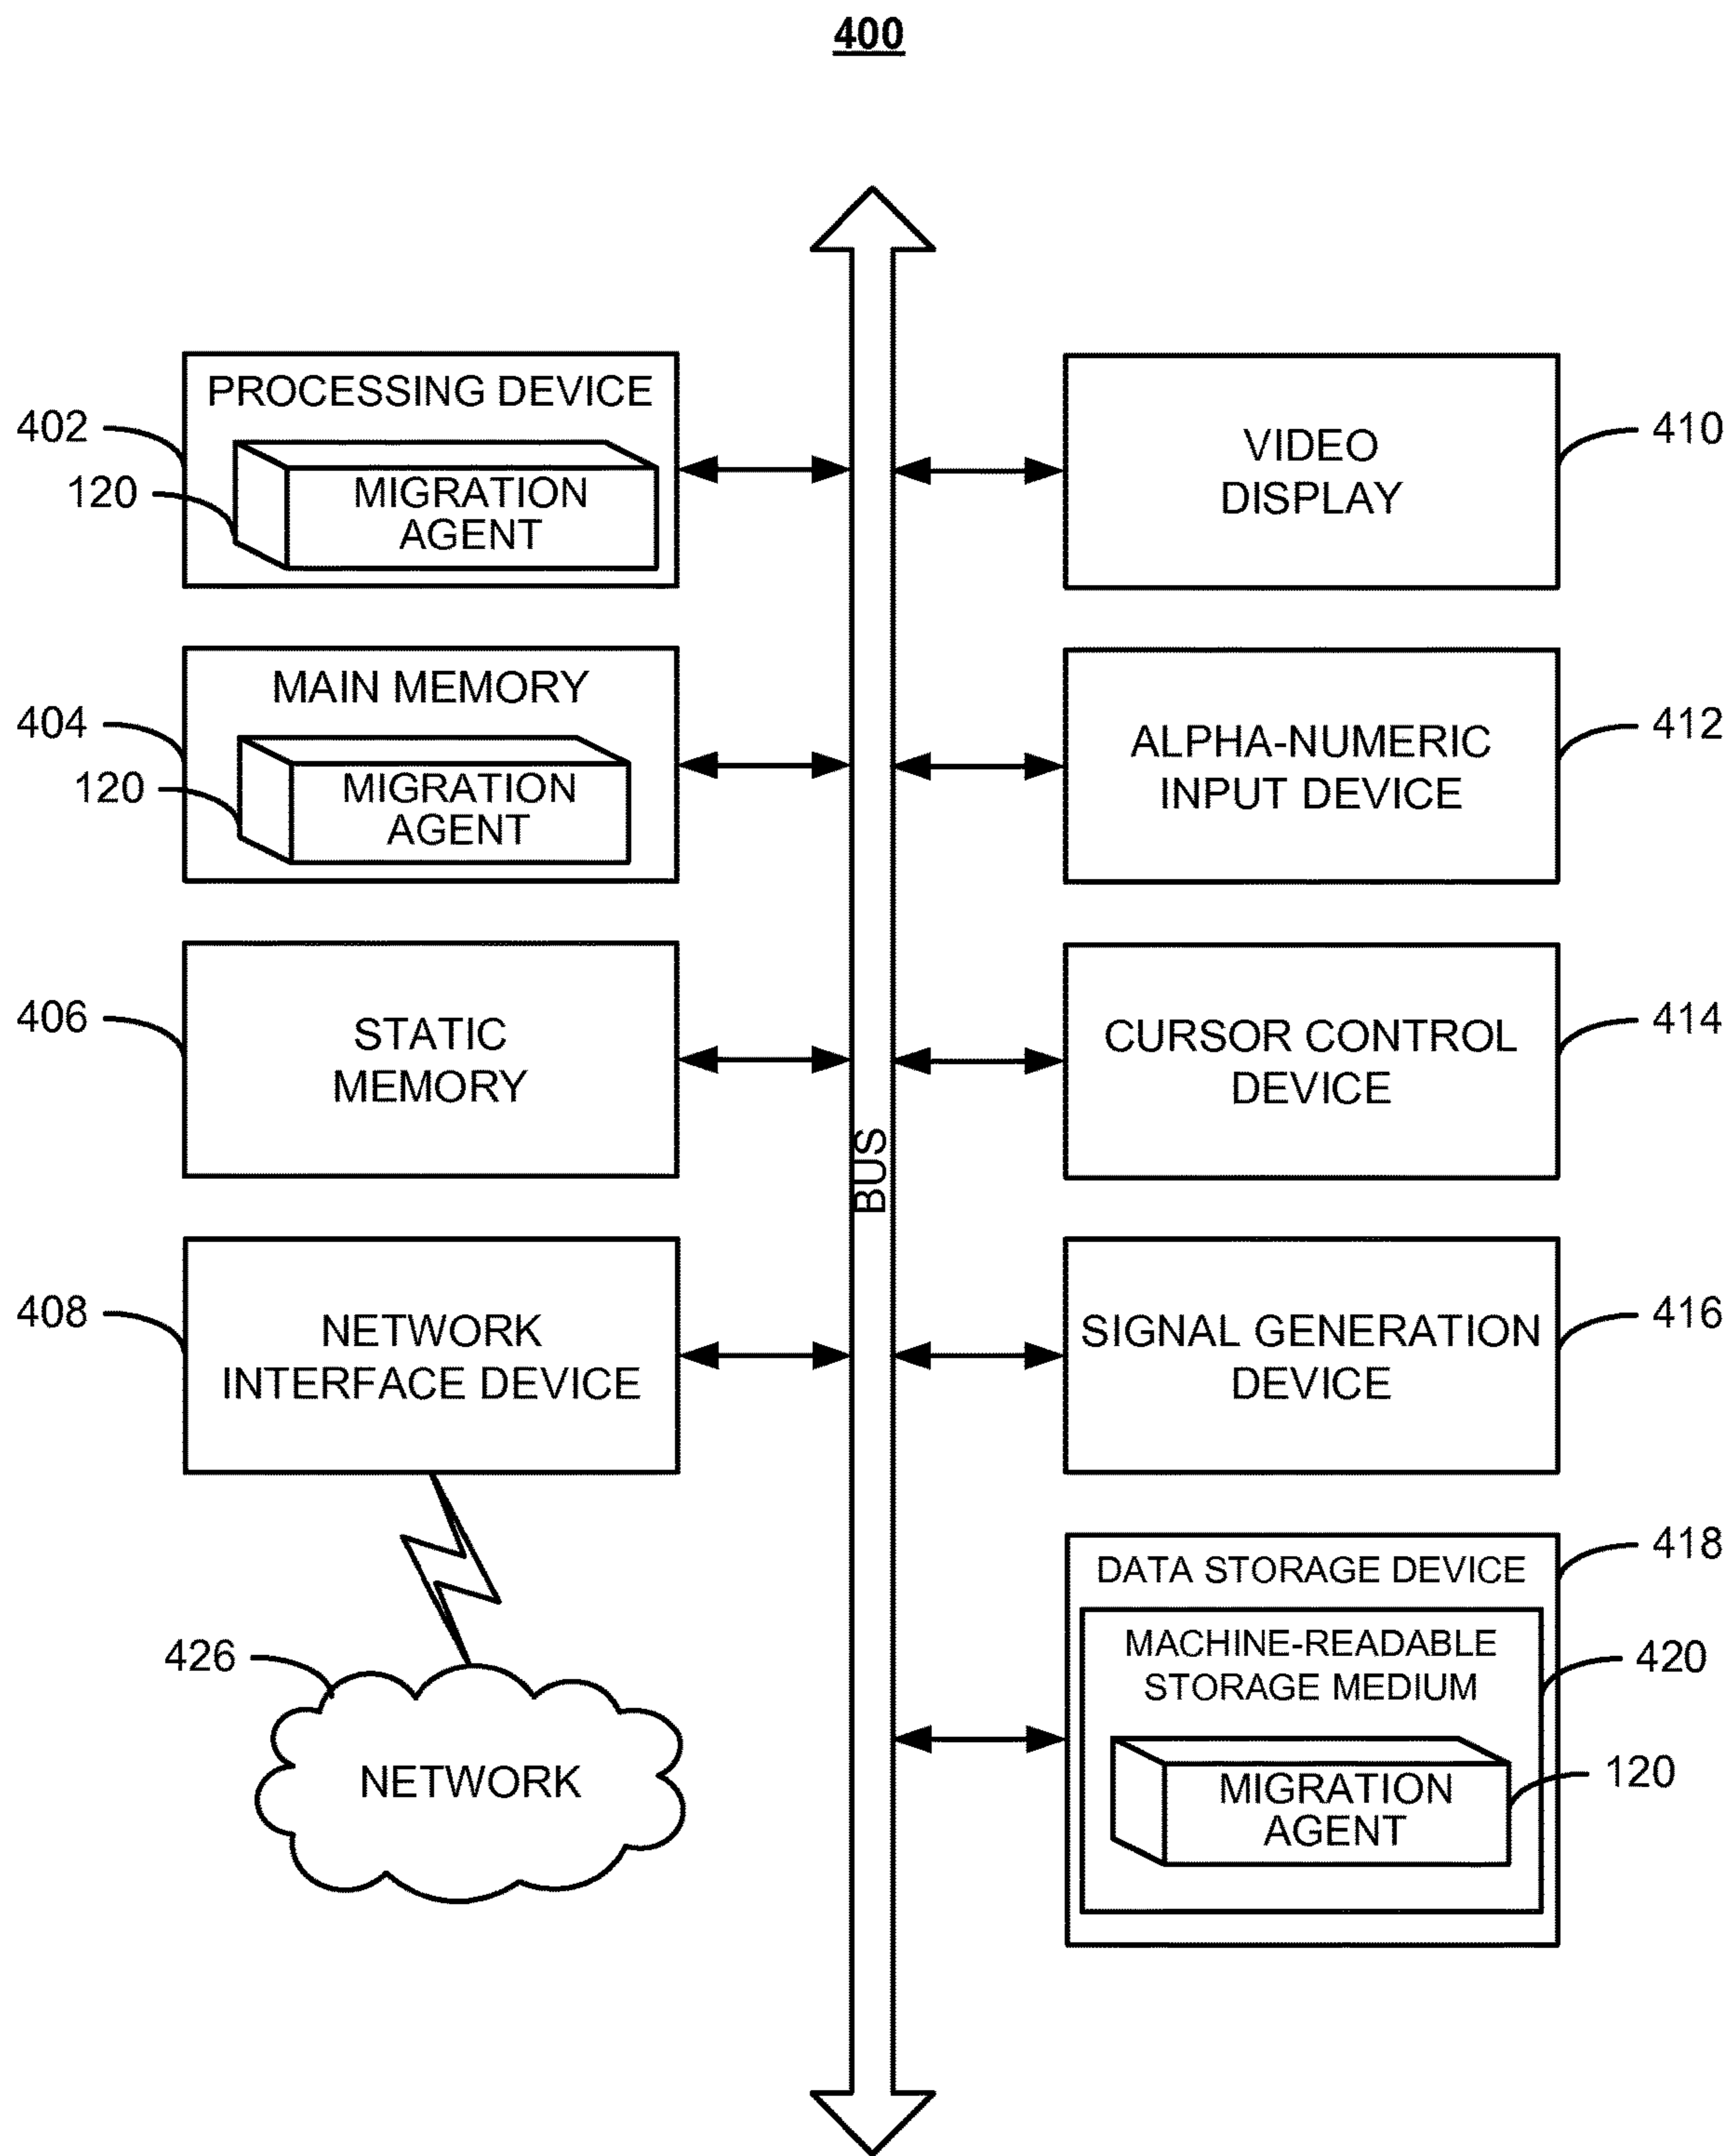 400
PROCESSING DEVICE
402
120
MIGRATION
AGENT
MAIN MEMORY
404
120
MIGRATION
AGENT
406
STATIC
MEMORY
408
NETWORK
INTERFACE DEVICE
426
NETWORK
BUS
VIDEO
DISPLAY
410
ALPHA-NUMERIC
INPUT DEVICE
412
CURSOR CONTROL
DEVICE
414
SIGNAL GENERATION
DEVICE
416
418
DATA STORAGE DEVICE
MACHINE-READABLE
STORAGE MEDIUM
420
MIGRATION
AGENT
120